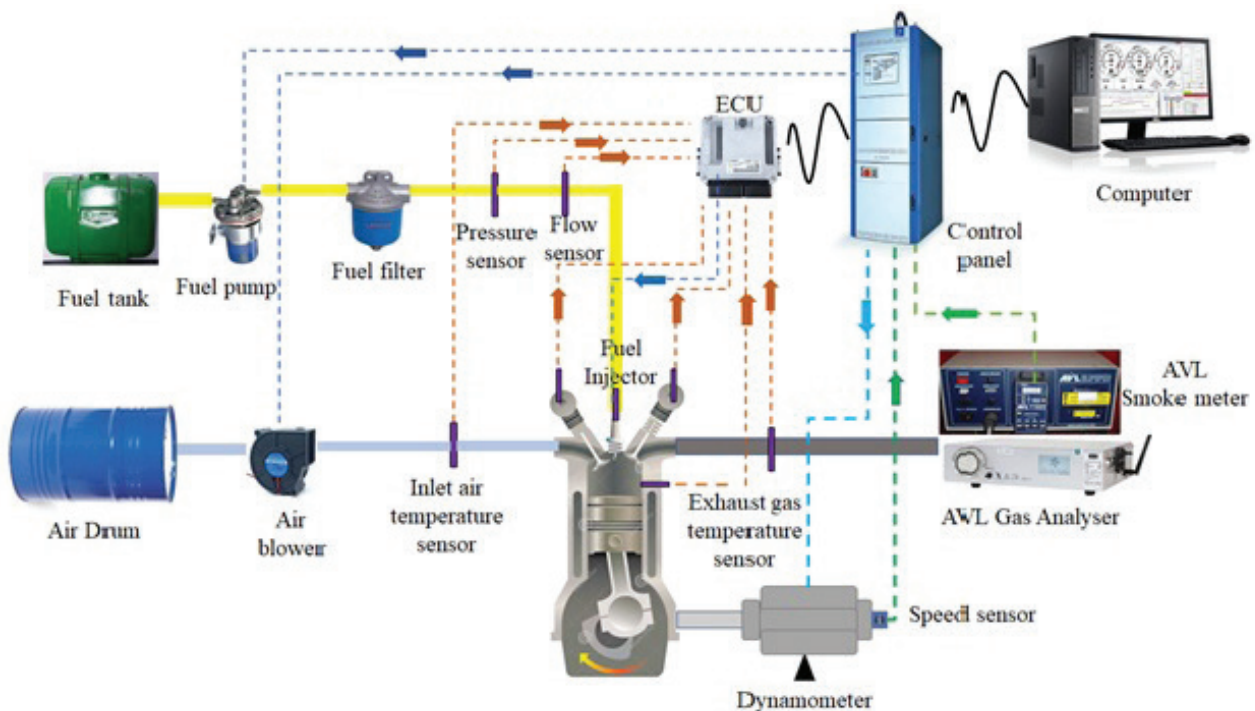 ECU
Computer
Control
panel
Fuel tank
Fuel pump
Fuel filter
Pressure
sensor
Flow
sensor
Fuel
Injector
AVL
Smoke meter
Air Drum
Air
blower
Inlet air
temperature
sensor
Exhaust gas
temperature
sensor
AWL Gas Analyser
Speed sensor
Dynamometer